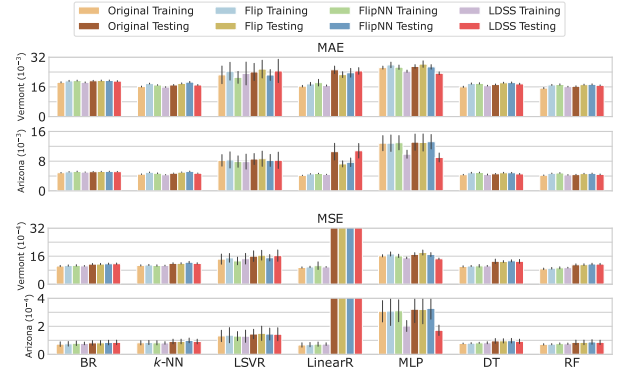 Original Training Flip Training FlipNN Training LDSS Training
Original Testing Flip Testing FlipNN Testing LDSS Testing
MAE
Vermont (10⁻³)
32
16
0
Arizona (10⁻³)
16
8
0
MSE
Vermont (10⁻⁴)
32
16
0
Arizona (10⁻⁴)
4
2
0
BR k-NN LSVR LinearR MLP DT RF